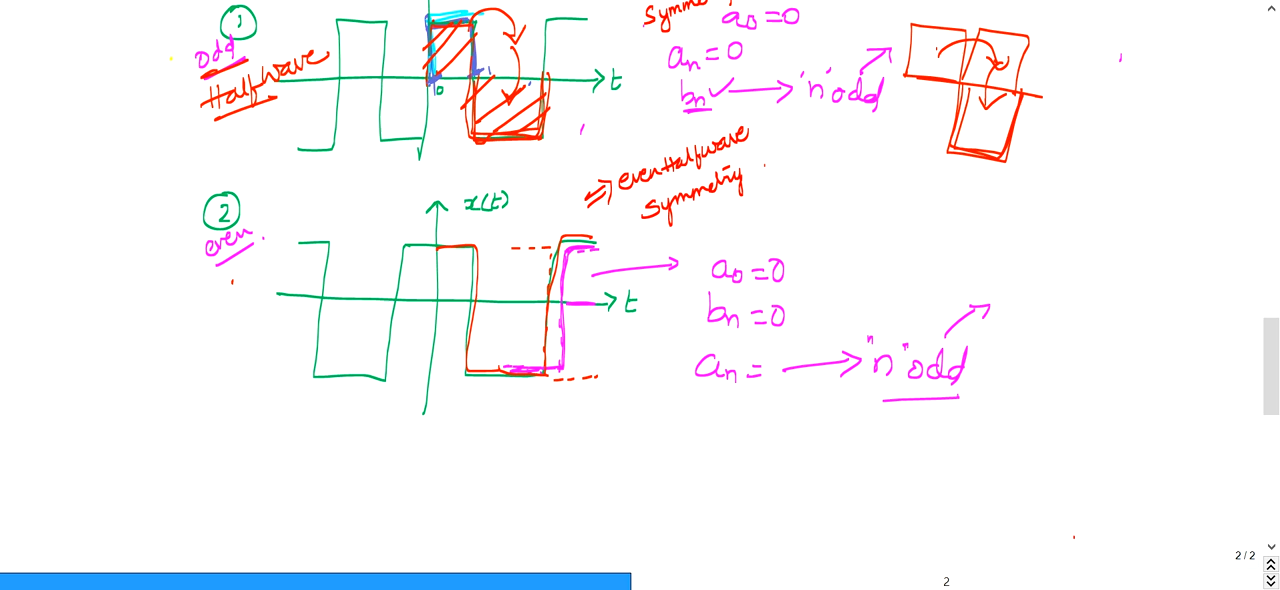 1
Symme
a₀ = 0
odd
Halfwave
aₙ = 0
bₙ ✓ → "n" odd
0
t
⇒ even Halfwave
Symmetry
2
even
x(t)
t
a₀ = 0
bₙ = 0
aₙ = → "n" odd
2 / 2
2